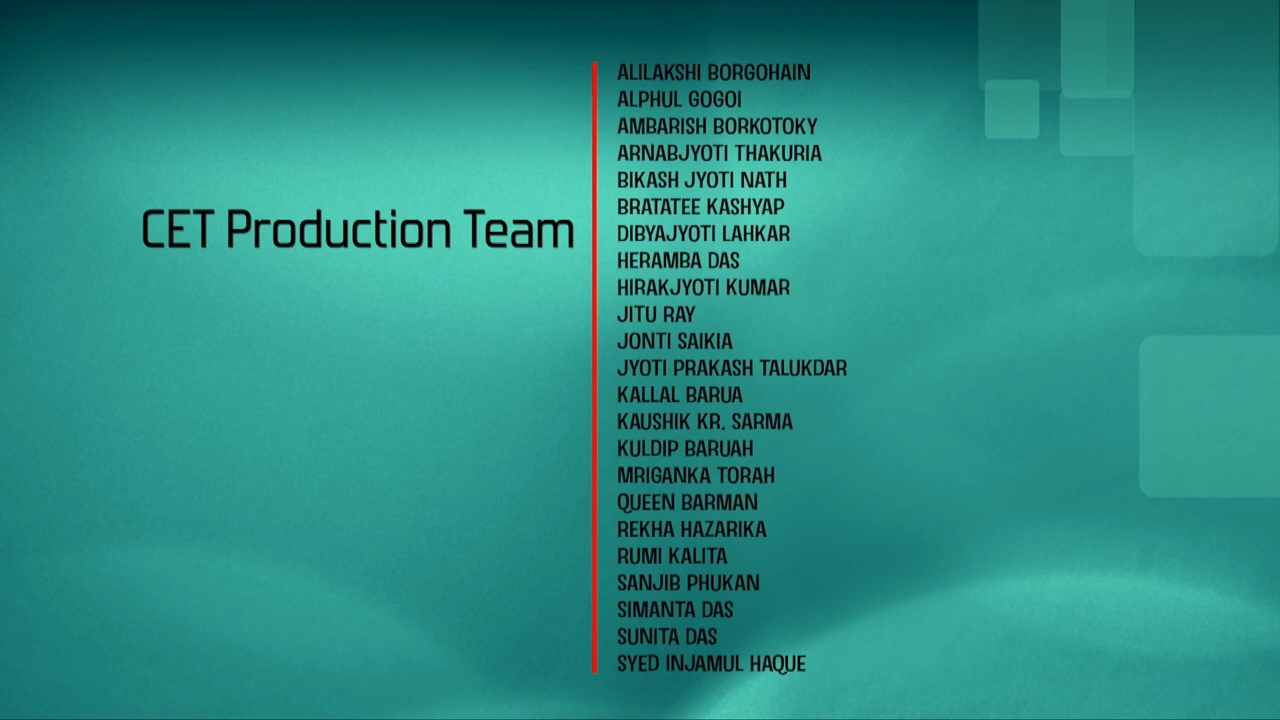 CET Production Team
ALILAKSHI BORGOHAIN
ALPHUL GOGOI
AMBARISH BORKOTOKY
ARNABJYOTI THAKURIA
BIKASH JYOTI NATH
BRATATEE KASHYAP
DIBYAJYOTI LAHKAR
HERAMBA DAS
HIRAKJYOTI KUMAR
JITU RAY
JONTI SAIKIA
JYOTI PRAKASH TALUKDAR
KALLAL BARUA
KAUSHIK KR. SARMA
KULDIP BARUAH
MRIGANKA TORAH
QUEEN BARMAN
REKHA HAZARIKA
RUMI KALITA
SANJIB PHUKAN
SIMANTA DAS
SUNITA DAS
SYED INJAMUL HAQUE